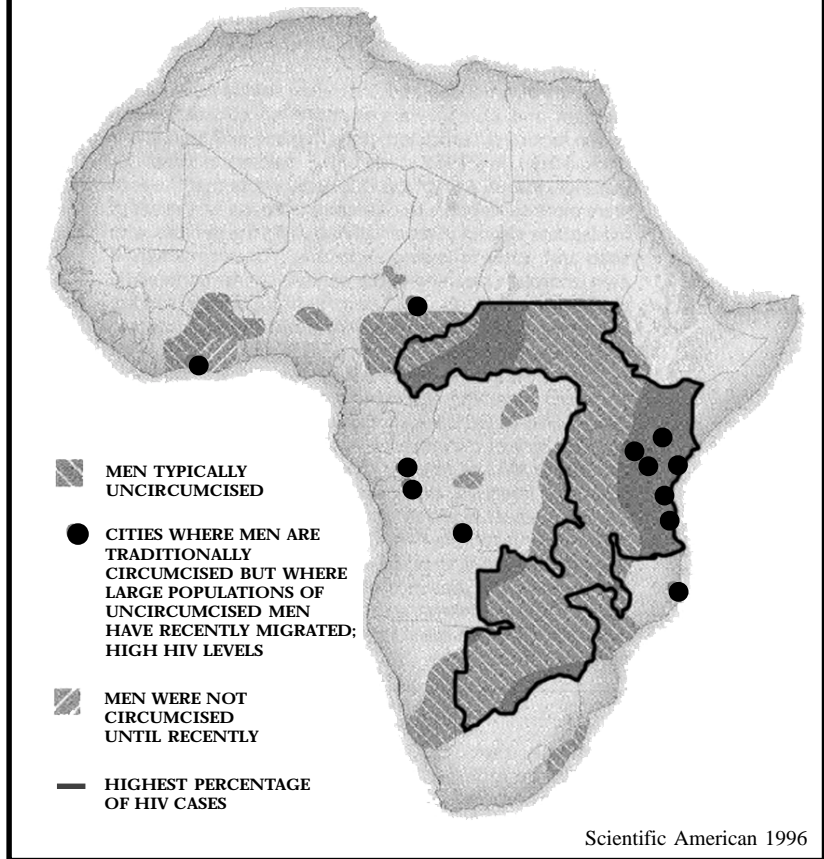 MEN TYPICALLY
UNCIRCUMCISED
CITIES WHERE MEN ARE
TRADITIONALLY
CIRCUMCISED BUT WHERE
LARGE POPULATIONS OF
UNCIRCUMCISED MEN
HAVE RECENTLY MIGRATED;
HIGH HIV LEVELS
MEN WERE NOT
CIRCUMCISED
UNTIL RECENTLY
HIGHEST PERCENTAGE
OF HIV CASES
Scientific American 1996